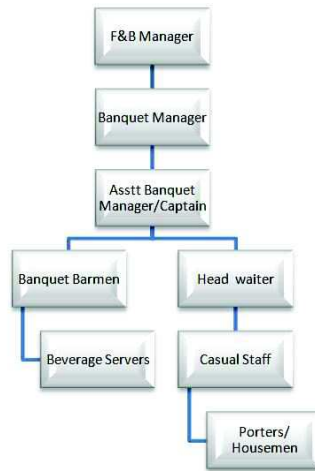 F&B Manager
Banquet Manager
Asstt Banquet
Manager/Captain
Banquet Barmen
Head waiter
Beverage Servers
Casual Staff
Porters/
Housemen